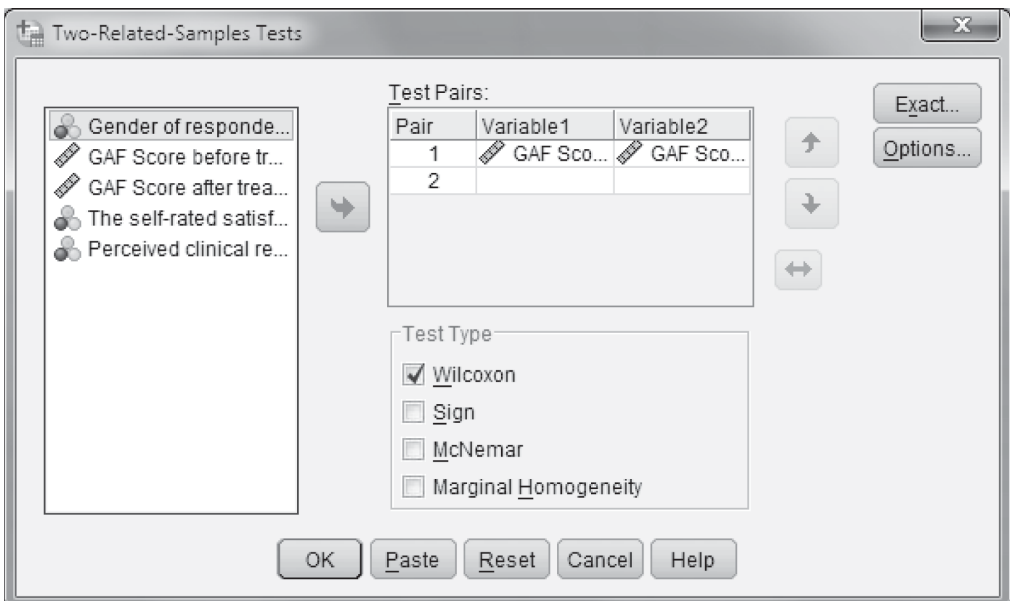 Two-Related-Samples Tests
X
Gender of responde...
GAF Score before tr...
GAF Score after trea...
The self-rated satisf...
Perceived clinical re...
Test Pairs:
Pair Variable1 Variable2
1 GAF Sco... GAF Sco...
2
Exact...
Options...
Test Type
Wilcoxon
Sign
McNemar
Marginal Homogeneity
OK Paste Reset Cancel Help